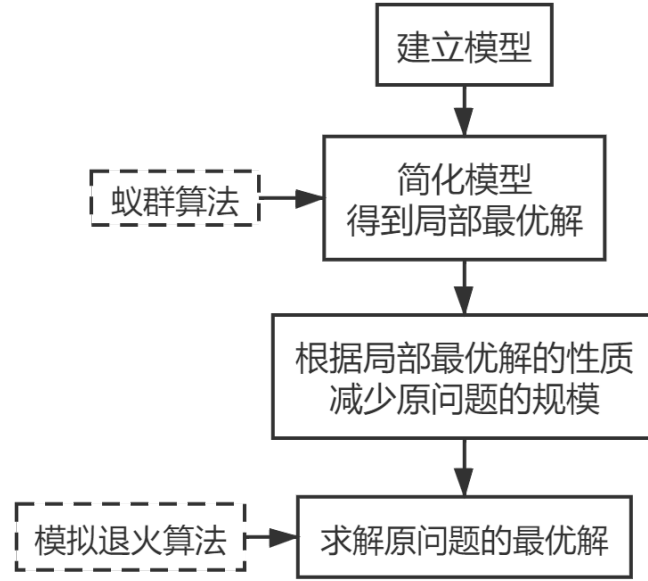 建立模型
蚁群算法
简化模型
得到局部最优解
根据局部最优解的性质
减少原问题的规模
模拟退火算法
求解原问题的最优解